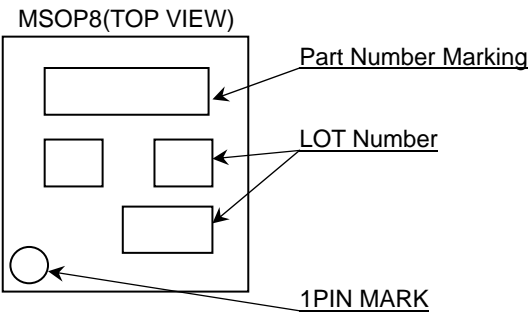 MSOP8(TOP VIEW)
Part Number Marking
LOT Number
1PIN MARK